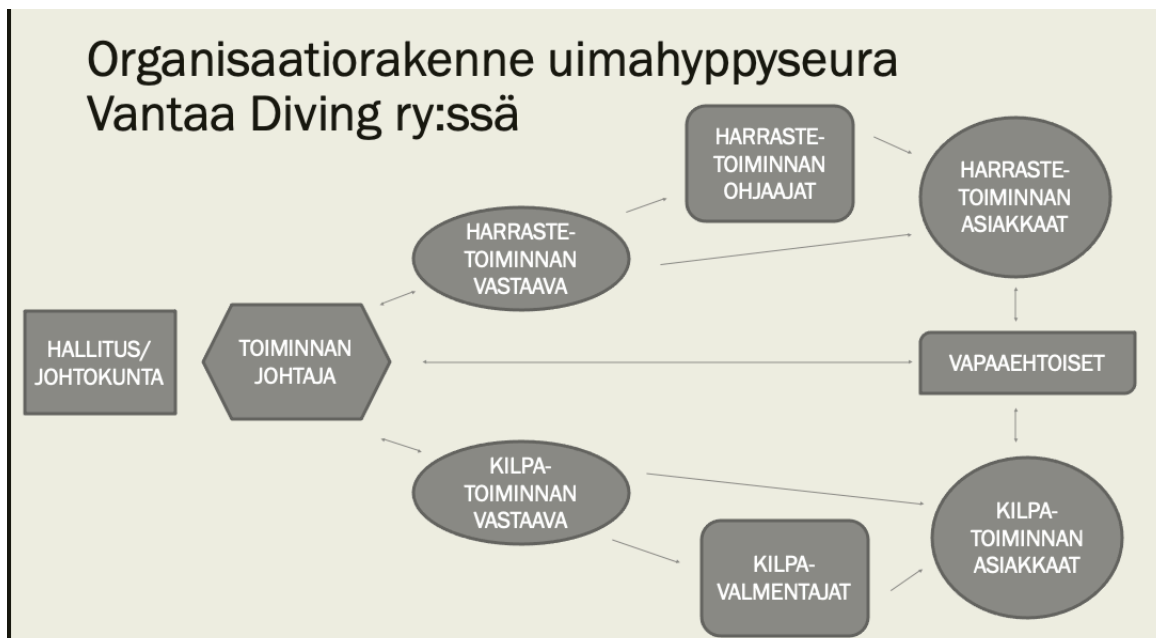 Organisaatiorakenne uimahyppyseura
Vantaa Diving ry:ssä
HALLITUS/
JOHTOKUNTA
TOIMINNAN
JOHTAJA
HARRASTE-
TOIMINNAN
VASTAAVA
HARRASTE-
TOIMINNAN
OHJAAJAT
HARRASTE-
TOIMINNAN
ASIAKKAAT
VAPAAEHTOISET
KILPA-
TOIMINNAN
VASTAAVA
KILPA-
VALMENTAJAT
KILPA-
TOIMINNAN
ASIAKKAAT